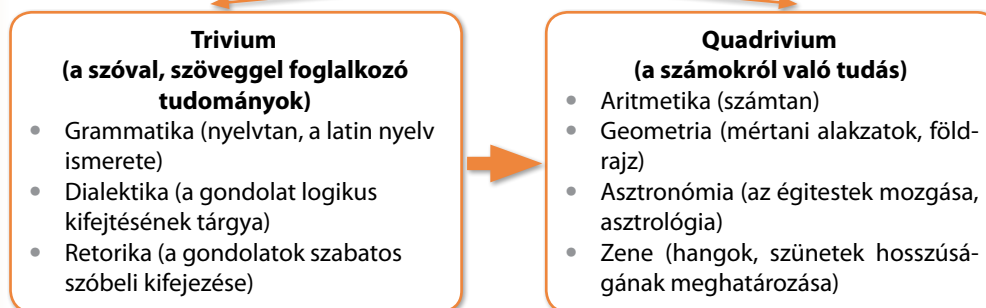 Trivium
(a szóval, szöveggel foglalkozó
tudományok)
• Grammatika (nyelvtan, a latin nyelv
ismerete)
• Dialektika (a gondolat logikus
kifejtésének tárgya)
• Retorika (a gondolatok szabatos
szóbeli kifejezése)
Quadrivium
(a számokról való tudás)
• Aritmetika (számtan)
• Geometria (mértani alakzatok, föld-
rajz)
• Asztronómia (az égitestek mozgása,
asztrológia)
• Zene (hangok, szünetek hosszúsá-
gának meghatározása)